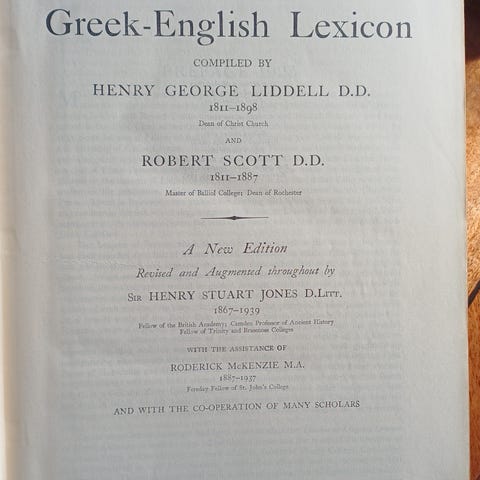 Greek-English Lexicon
COMPILED BY
HENRY GEORGE LIDDELL D.D.
1811–1898
Dean of Christ Church
AND
ROBERT SCOTT D.D.
1811–1887
Master of Balliol College; Dean of Rochester
A New Edition
Revised and Augmented throughout by
SIR HENRY STUART JONES D.LITT.
1867–1939
Fellow of the British Academy; Camden Professor of Ancient History
Fellow of Trinity and Brasenose Colleges
WITH THE ASSISTANCE OF
RODERICK McKENZIE M.A.
1887–1937
Fereday Fellow of St. John's College
AND WITH THE CO-OPERATION OF MANY SCHOLARS